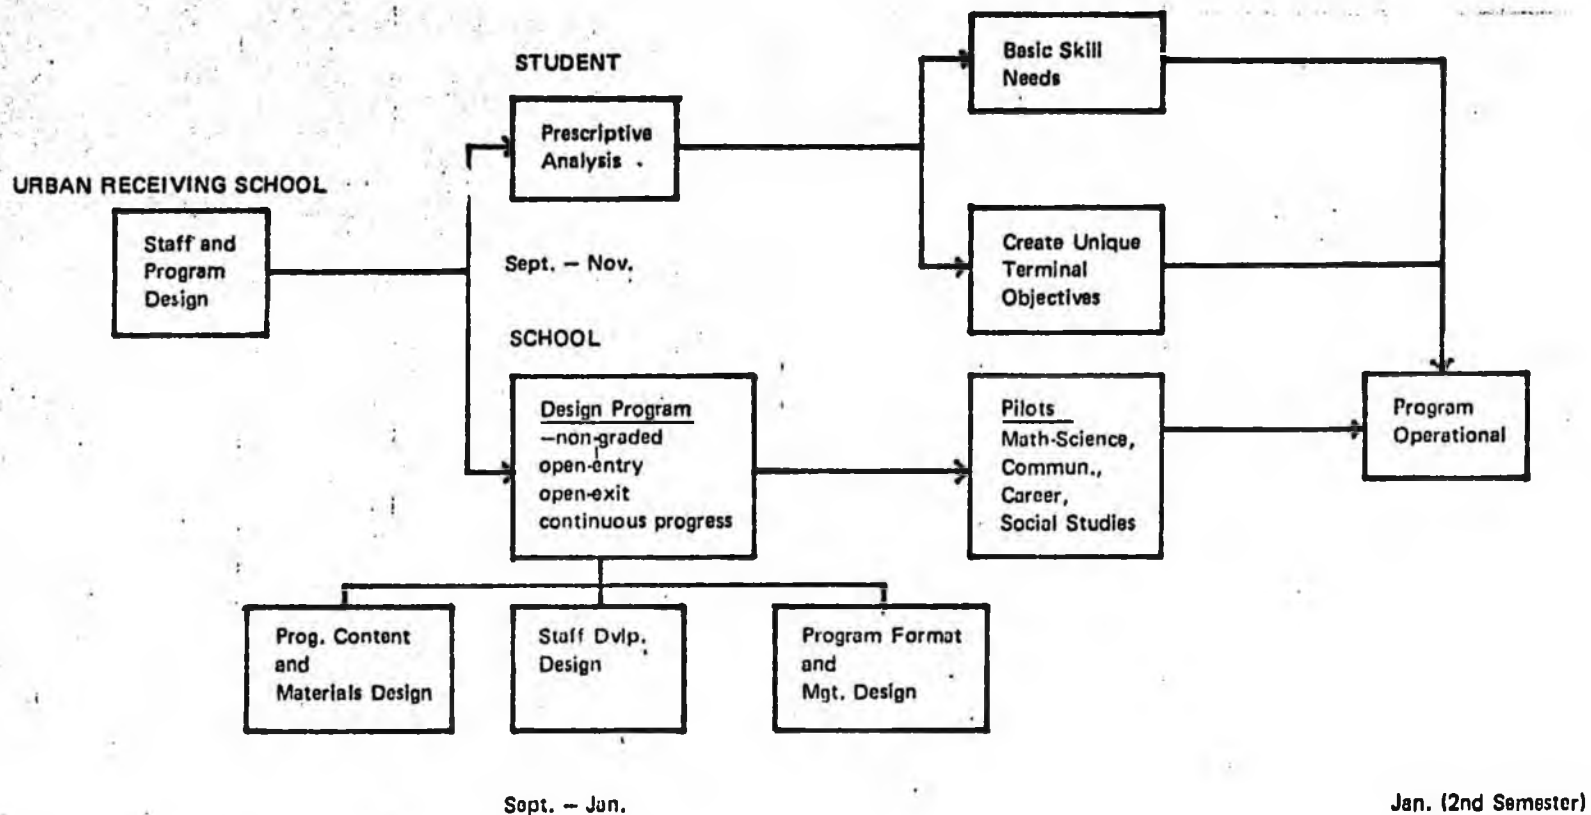 STUDENT
Basic Skill
Needs
Prescriptive
Analysis
URBAN RECEIVING SCHOOL
Staff and
Program
Design
Sept. – Nov.
Create Unique
Terminal
Objectives
SCHOOL
Design Program
–non-graded
open-entry
open-exit
continuous progress
Pilots
Math-Science,
Commun.,
Career,
Social Studies
Program
Operational
Prog. Content
and
Materials Design
Staff Dvlp.
Design
Program Format
and
Mgt. Design
Sept. – Jan.
Jan. (2nd Semester)